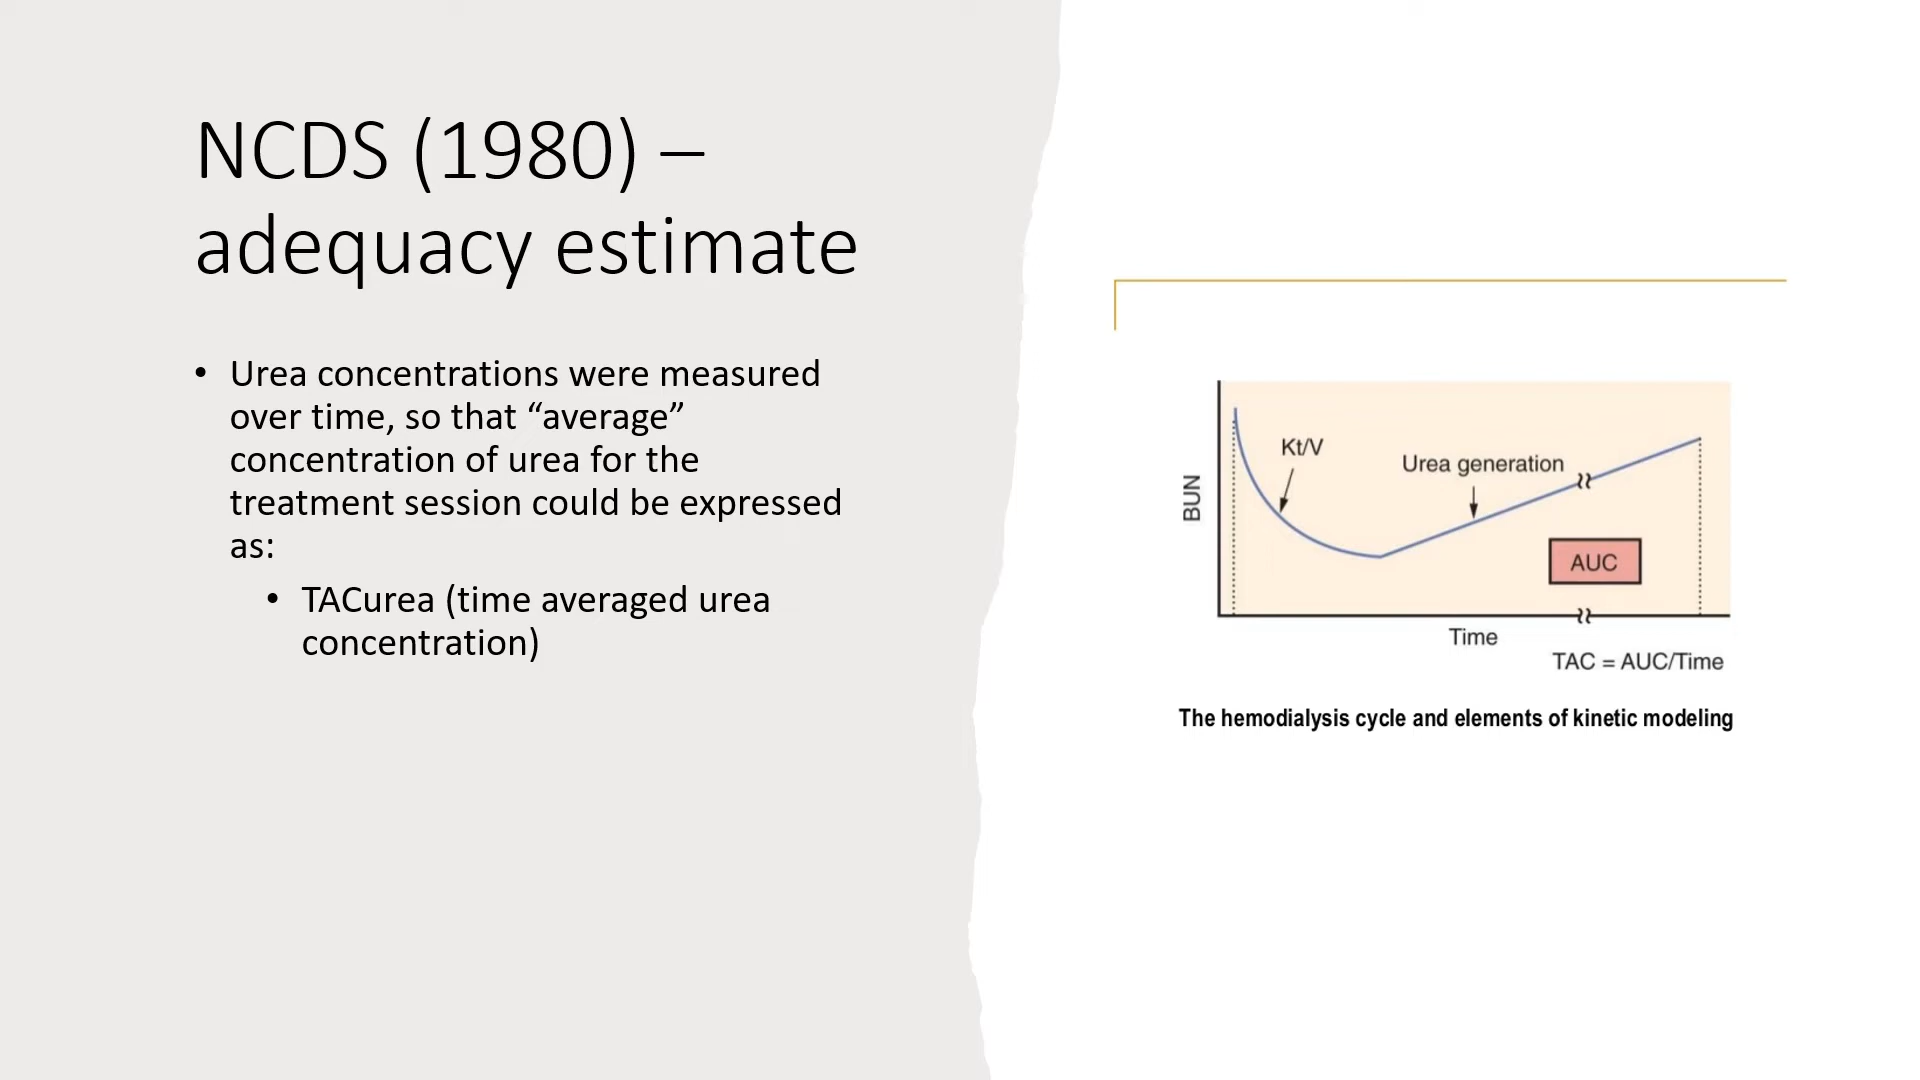 NCDS (1980) –
adequacy estimate
• Urea concentrations were measured
over time, so that “average”
concentration of urea for the
treatment session could be expressed
as:
• TACurea (time averaged urea
concentration)
Kt/V
Urea generation
BUN
AUC
Time
TAC = AUC/Time
The hemodialysis cycle and elements of kinetic modeling